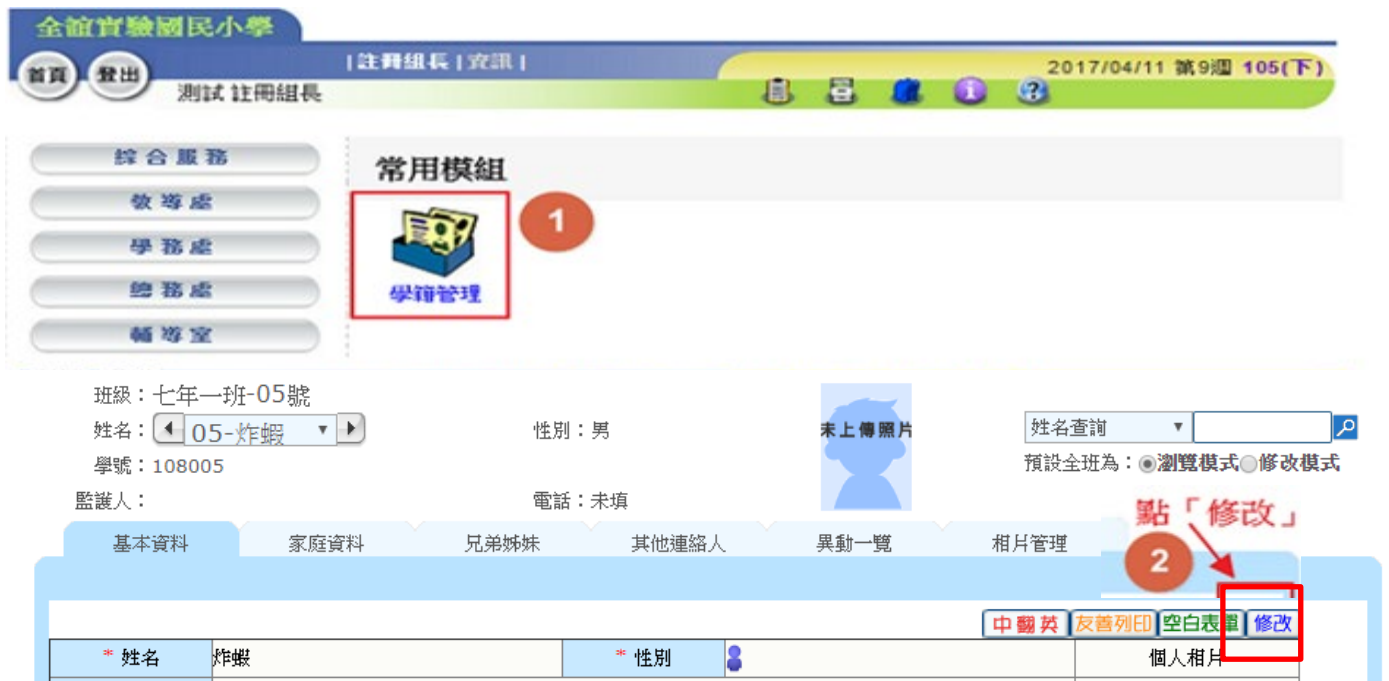 全誼實驗國民小學
首頁 登出 |註冊組長|資訊|
測試 註冊組長
2017/04/11 第9週 105(下)
綜合服務
教導處
學務處
總務處
輔導室
常用模組
1
學籍管理
班級：七年一班-05號
姓名： 05-炸蝦 性別：男 未上傳照片 姓名查詢
學號：108005 預設全班為：瀏覽模式 修改模式
監護人： 電話：未填
點「修改」
基本資料 家庭資料 兄弟姊妹 其他連絡人 異動一覽 相片管理 2
中翻英 友善列印 空白表單 修改
* 姓名 炸蝦 * 性別 個人相片